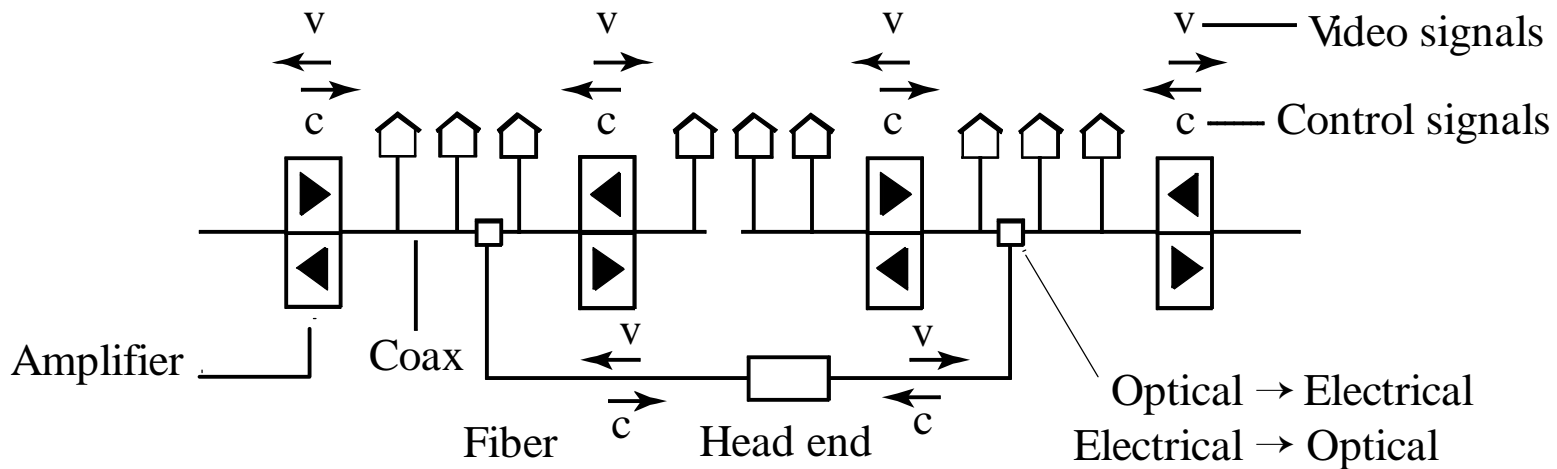 v v v v Video signals
c c c c Control signals
v v
Amplifier Coax
Optical → Electrical
c c
Fiber Head end Electrical → Optical